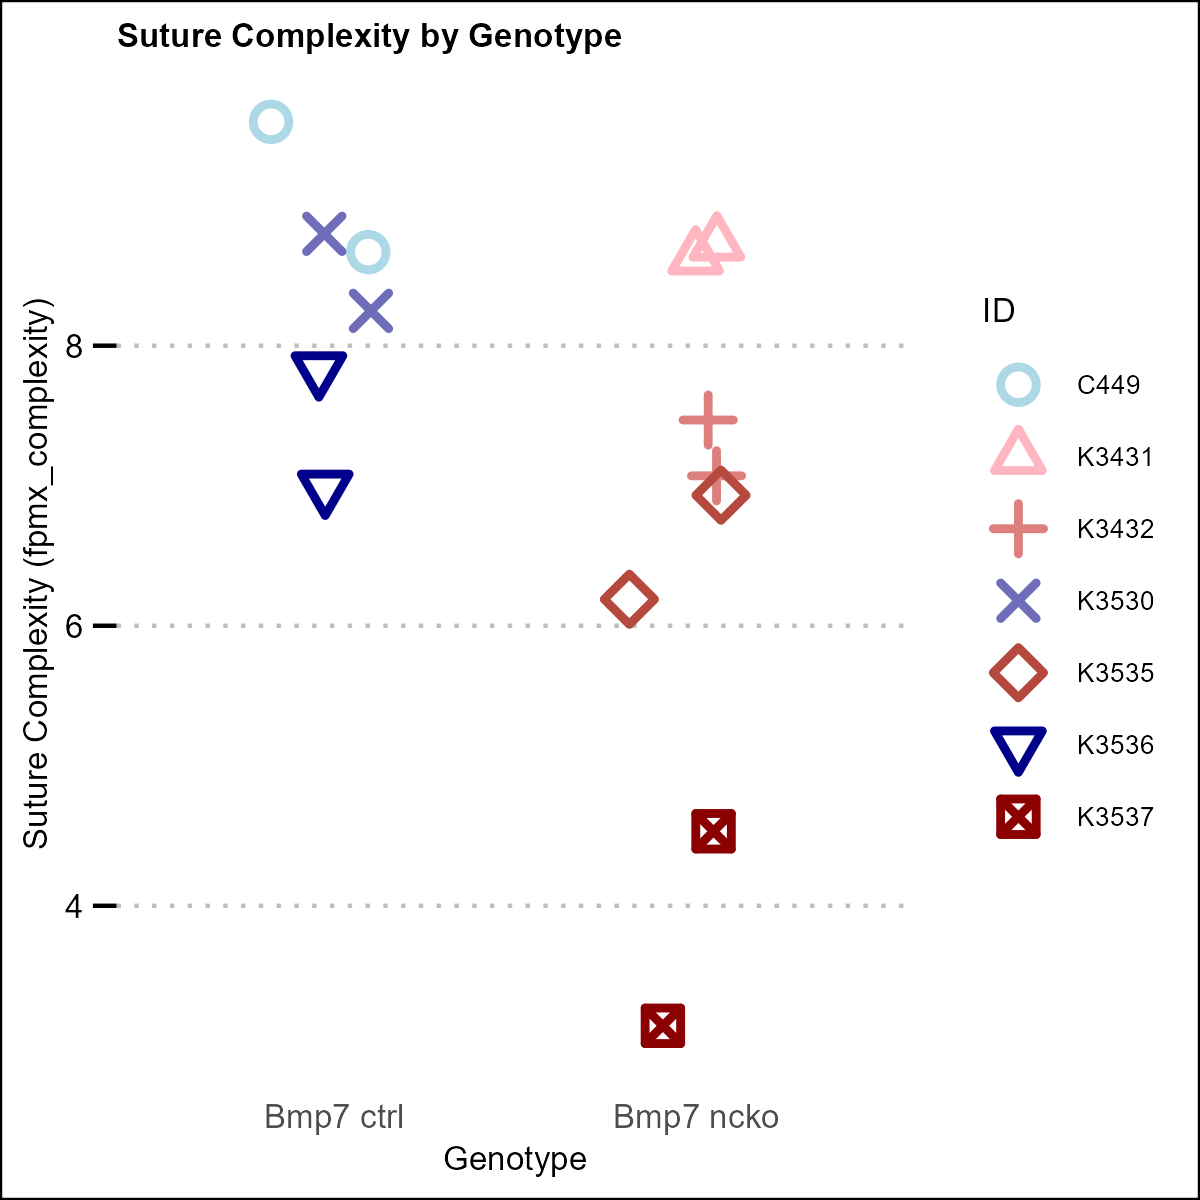 Suture Complexity by Genotype
Suture Complexity (fpmx_complexity)
8
6
4
Bmp7 ctrl
Bmp7 ncko
Genotype
ID
C449
K3431
K3432
K3530
K3535
K3536
K3537